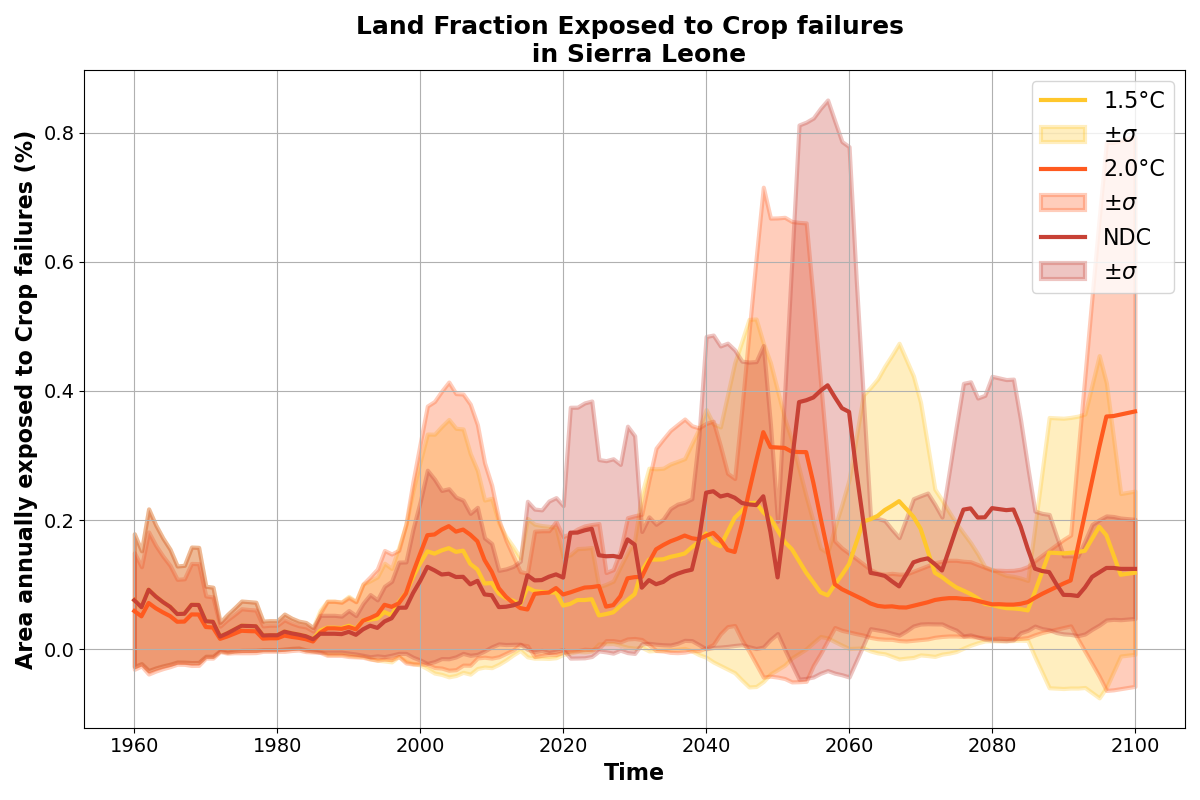 Land Fraction Exposed to Crop failures
in Sierra Leone
Area annually exposed to Crop failures (%)
0.8
0.6
0.4
0.2
0.0
1.5°C
±σ
2.0°C
±σ
NDC
±σ
1960 1980 2000 2020 2040 2060 2080 2100
Time